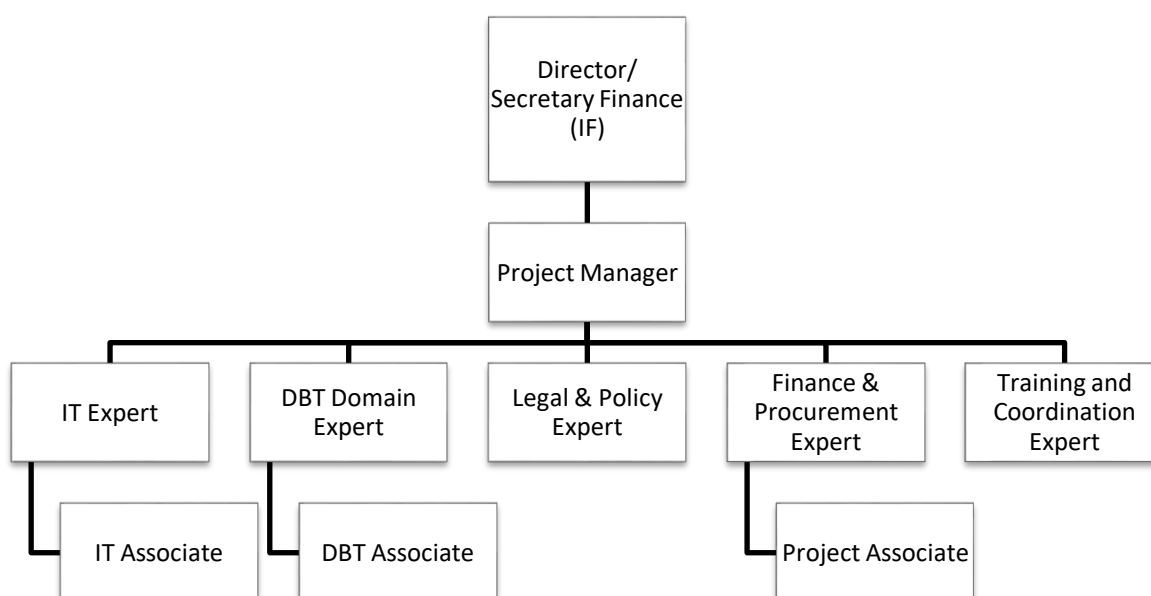 Director/
Secretary Finance
(IF)
Project Manager
IT Expert
DBT Domain
Expert
Legal & Policy
Expert
Finance &
Procurement
Expert
Training and
Coordination
Expert
IT Associate
DBT Associate
Project Associate